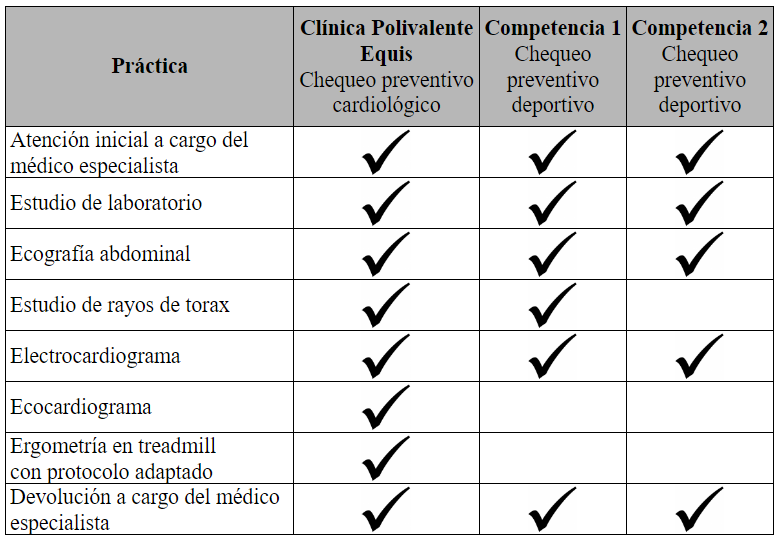 Práctica
Clínica Polivalente
Equis
Chequeo preventivo
cardiológico
Competencia 1
Chequeo
preventivo
deportivo
Competencia 2
Chequeo
preventivo
deportivo
Atención inicial a cargo del
médico especialista
Estudio de laboratorio
Ecografía abdominal
Estudio de rayos de torax
Electrocardiograma
Ecocardiograma
Ergometría en treadmill
con protocolo adaptado
Devolución a cargo del médico
especialista